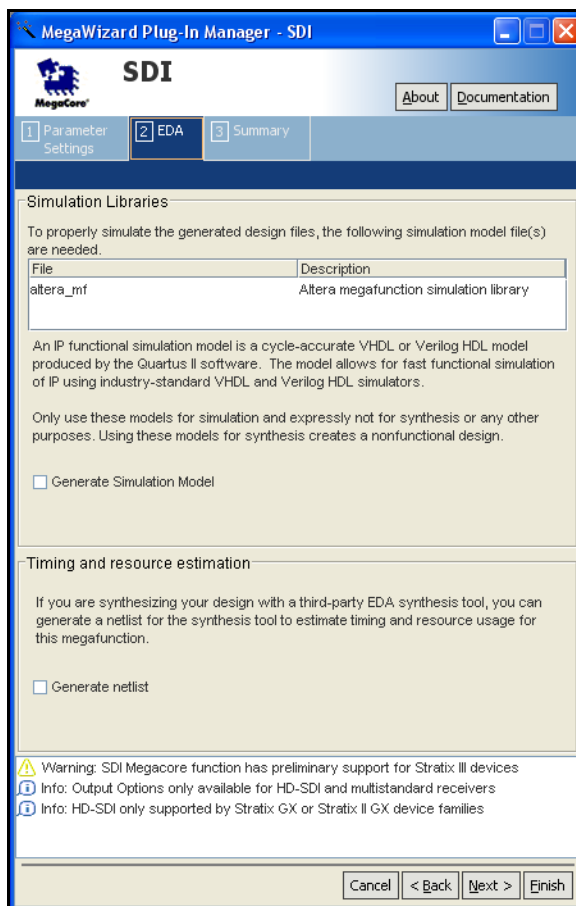 MegaWizard Plug-In Manager - SDI
MegaCore®
SDI
About
Documentation
1 Parameter
Settings
2 EDA
3 Summary
Simulation Libraries
To properly simulate the generated design files, the following simulation model file(s)
are needed.
File Description
altera_mf Altera megafunction simulation library
An IP functional simulation model is a cycle-accurate VHDL or Verilog HDL model
produced by the Quartus II software. The model allows for fast functional simulation
of IP using industry-standard VHDL and Verilog HDL simulators.
Only use these models for simulation and expressly not for synthesis or any other
purposes. Using these models for synthesis creates a nonfunctional design.
Generate Simulation Model
Timing and resource estimation
If you are synthesizing your design with a third-party EDA synthesis tool, you can
generate a netlist for the synthesis tool to estimate timing and resource usage for
this megafunction.
Generate netlist
Warning: SDI Megacore function has preliminary support for Stratix III devices
Info: Output Options only available for HD-SDI and multistandard receivers
Info: HD-SDI only supported by Stratix GX or Stratix II GX device families
Cancel < Back Next > Finish